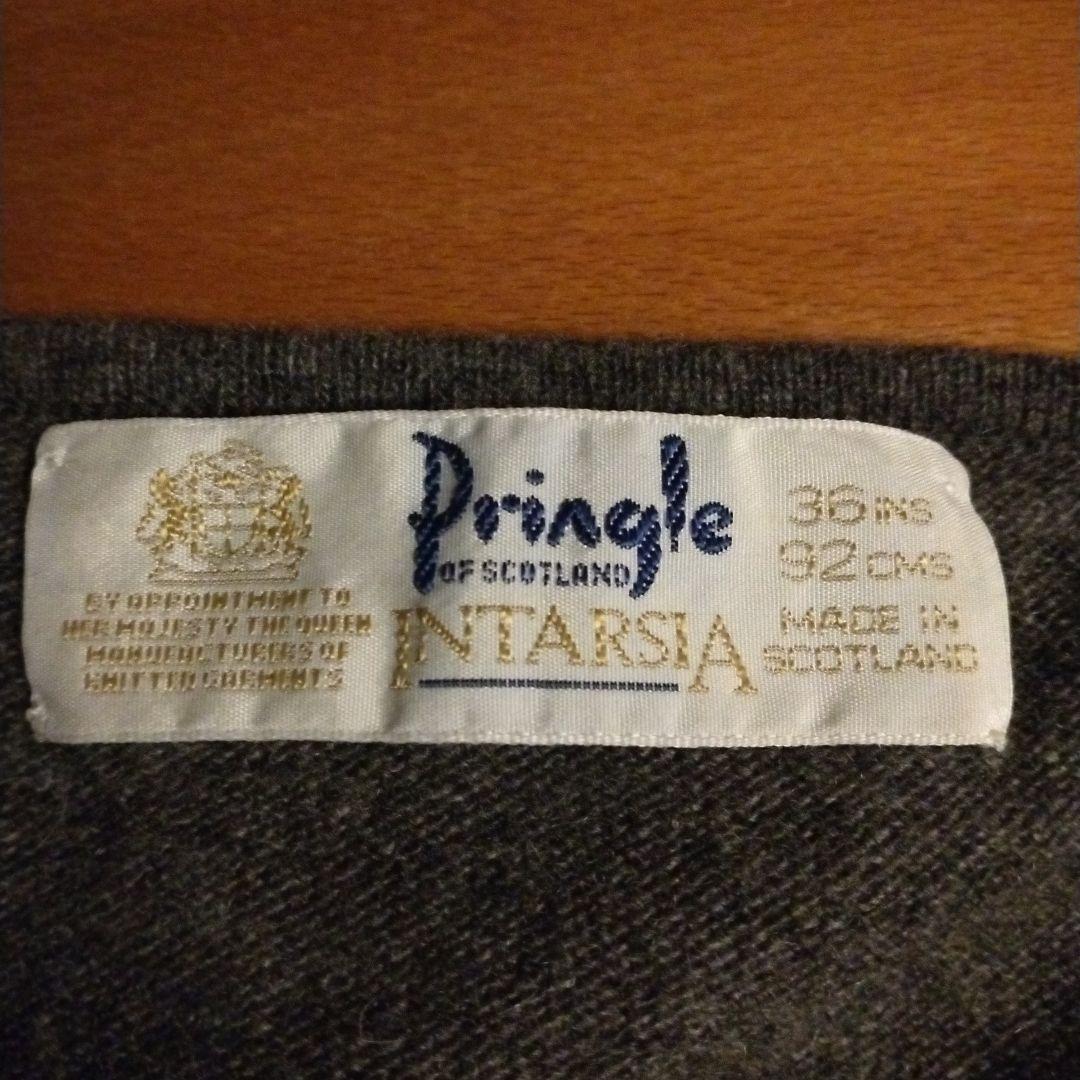 BY APPOINTMENT TO
HER MAJESTY THE QUEEN
MANUFACTURERS OF
KNITTED GARMENTS
Pringle
OF SCOTLAND
INTARSIA
36 INS
92 CMS
MADE IN
SCOTLAND